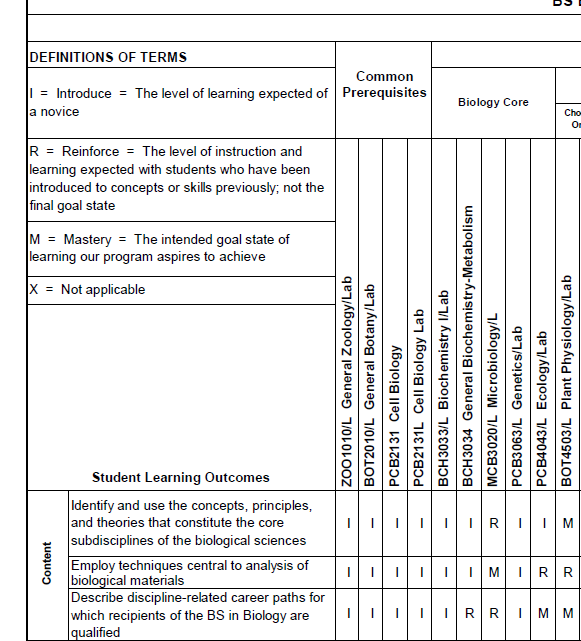 DEFINITIONS OF TERMS
I = Introduce = The level of learning expected of
a novice
R = Reinforce = The level of instruction and
learning expected with students who have been
introduced to concepts or skills previously; not the
final goal state
M = Mastery = The intended goal state of
learning our program aspires to achieve
X = Not applicable
Common
Prerequisites
Biology Core
Student Learning Outcomes
ZOO1010/L General Zoology/Lab
BOT2010/L General Botany/Lab
PCB2131 Cell Biology
PCB2131L Cell Biology Lab
BCH3033/L Biochemistry I/Lab
BCH3034 General Biochemistry-Metabolism
MCB3020/L Microbiology/L
PCB3063/L Genetics/Lab
PCB4043/L Ecology/Lab
BOT4503/L Plant Physiology/Lab
Content
Identify and use the concepts, principles,
and theories that constitute the core
subdisciplines of the biological sciences
I I I I I I R I I M
Employ techniques central to analysis of
biological materials
I I I I I I M I R R
Describe discipline-related career paths for
which recipients of the BS in Biology are
qualified
I I I I I R R I M M